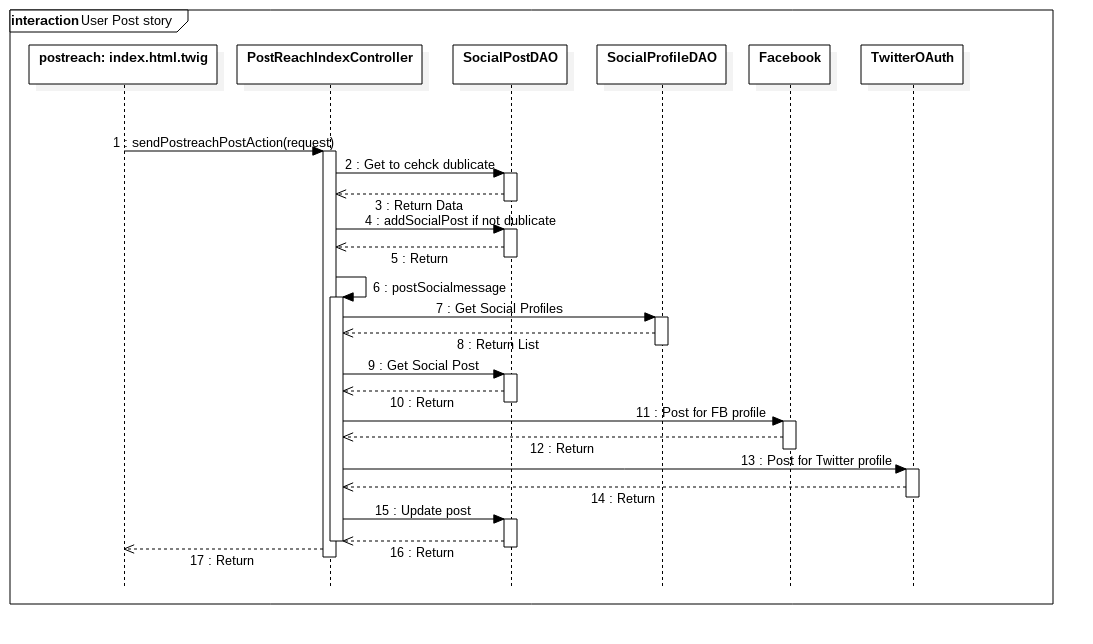 interaction User Post story
postreach: index.html.twig
PostReachIndexController
SocialPostDAO
SocialProfileDAO
Facebook
TwitterOAuth
1 : sendPostreachPostAction(request)
2 : Get to cehck dublicate
3 : Return Data
4 : addSocialPost if not dublicate
5 : Return
6 : postSocialmessage
7 : Get Social Profiles
8 : Return List
9 : Get Social Post
10 : Return
11 : Post for FB profile
12 : Return
13 : Post for Twitter profile
14 : Return
15 : Update post
16 : Return
17 : Return